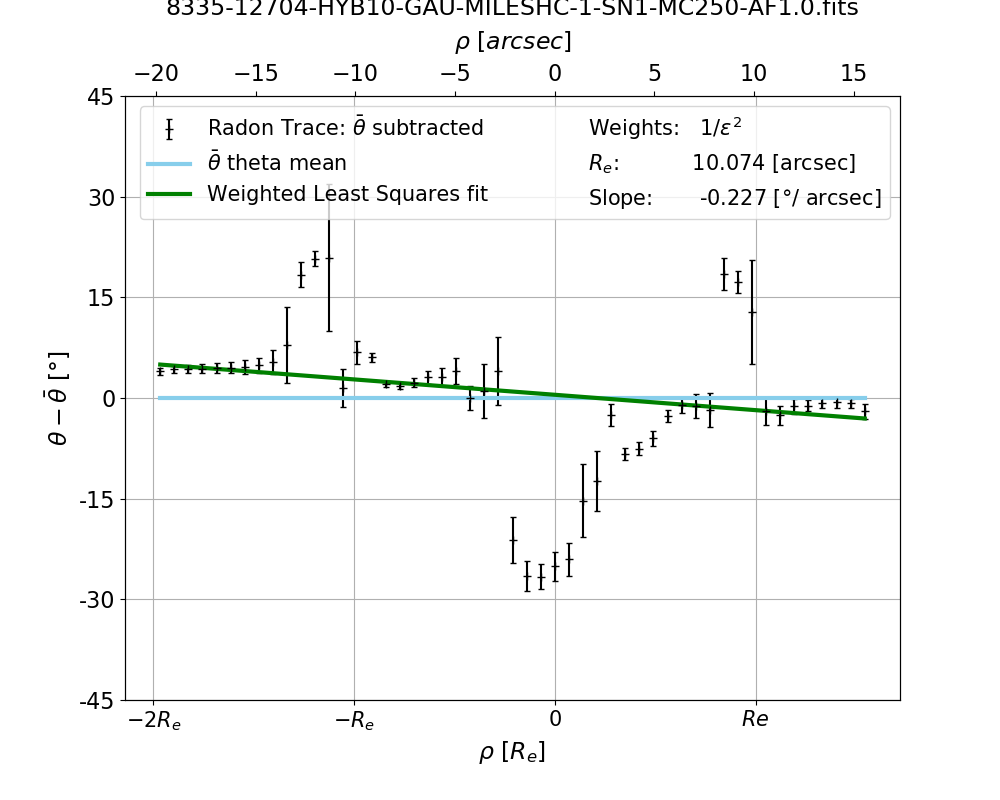 8335-12704-HYB10-GAU-MILESHC-1-SN1-MC250-AF1.0.fits
ρ [arcsec]
−20 −15 −10 −5 0 5 10 15
45
30
15
0
-15
-30
-45
θ − θ̄ [°]
Radon Trace: θ̄ subtracted
θ̄ theta mean
Weighted Least Squares fit
Weights: 1/ε²
Rₑ: 10.074 [arcsec]
Slope: -0.227 [°/ arcsec]
−2Rₑ −Rₑ 0 Re
ρ [Rₑ]